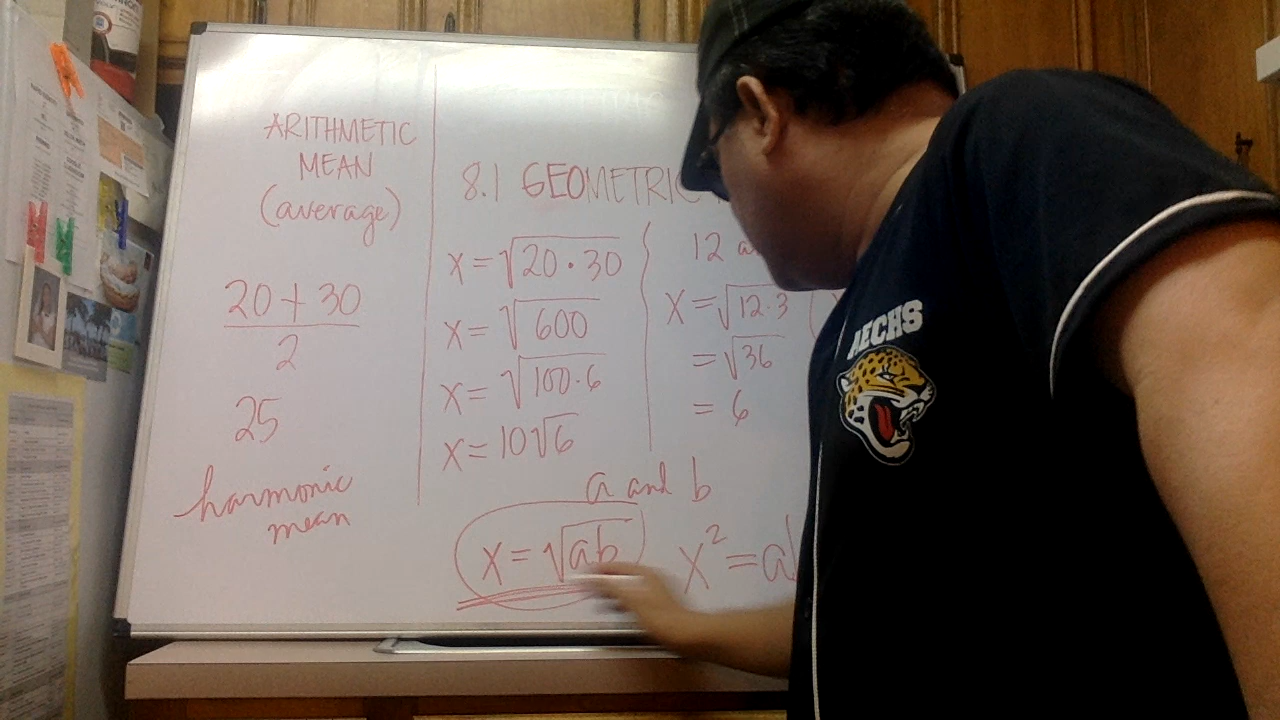 ARITHMETIC
MEAN
(average)
20 + 30
2
25
harmonic
mean
8.1 GEOMETRIC
x = √20 · 30
x = √600
x = √100 · 6
x = 10√6
12
x = √12 · 3
= √36
= 6
a and b
x = √ab
x² = ab
AECHS